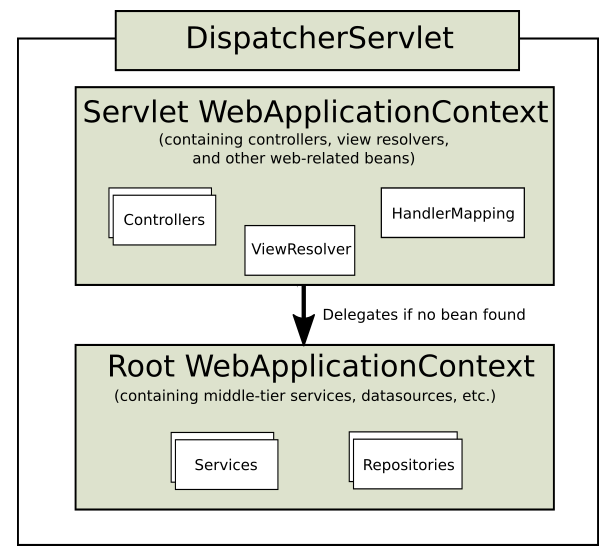 DispatcherServlet
Servlet WebApplicationContext
(containing controllers, view resolvers,
and other web-related beans)
Controllers
HandlerMapping
ViewResolver
Delegates if no bean found
Root WebApplicationContext
(containing middle-tier services, datasources, etc.)
Services
Repositories